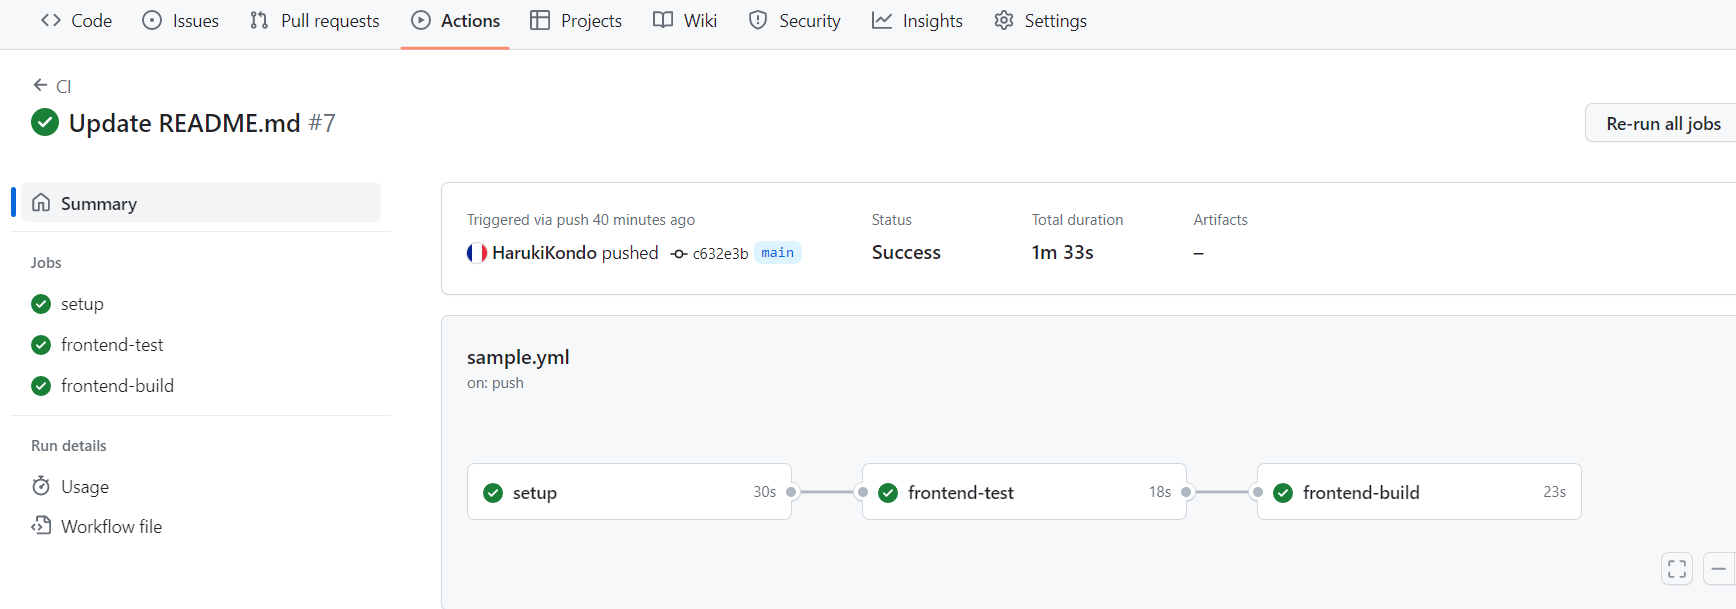 Code Issues Pull requests Actions Projects Wiki Security Insights Settings
CI
Update README.md #7
Re-run all jobs
Summary
Jobs
setup
frontend-test
frontend-build
Run details
Usage
Workflow file
Triggered via push 40 minutes ago
HarukiKondo pushed c632e3b main
Status
Success
Total duration
1m 33s
Artifacts
–
sample.yml
on: push
setup 30s
frontend-test 18s
frontend-build 23s